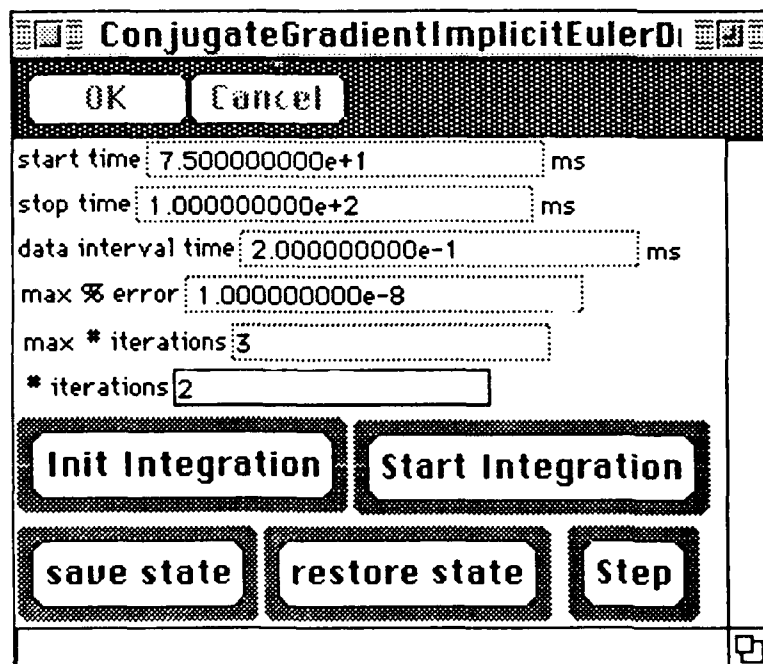 ConjugateGradientImplicitEulerD
OK Cancel
start time 7.500000000e+1 ms
stop time 1.000000000e+2 ms
data interval time 2.000000000e-1 ms
max % error 1.000000000e-8
max # iterations 3
# iterations 2
Init Integration Start Integration
save state restore state Step